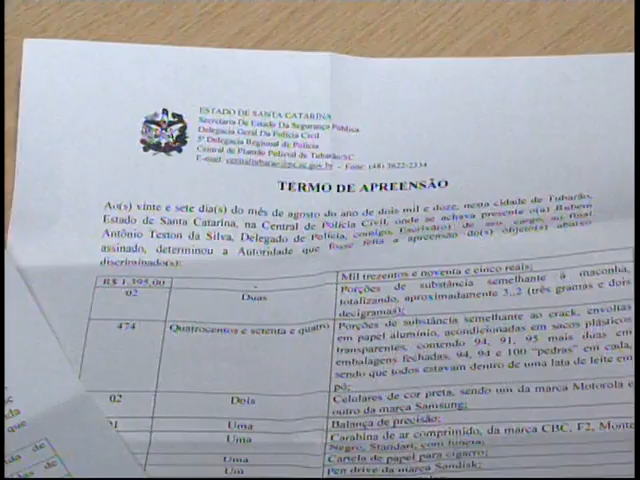 ESTADO DE SANTA CATARINA
Secretaria De Estado Da Segurança Pública
Delegacia Geral Da Polícia Civil
5ª Delegacia Regional de Polícia
Central de Plantão Policial de Tubarão/SC
E-mail: - Fone: (48) 3622-2334
TERMO DE APREENSÃO
Ao(s) vinte e sete dia(s) do mês de agosto do ano de dois mil e doze, nesta cidade de Tubarão,
Estado de Santa Catarina, na Central de Polícia Civil, onde se achava presente o(a) Rubem
Antônio Teston da Silva, Delegado de Polícia, comigo, Escrivã(o) de seu cargo, ao final
assinado, determinou a Autoridade que fosse feita a apreensão do(s) objeto(s) abaixo
discriminado(s):
R$ 1.395,00 - Mil trezentos e noventa e cinco reais;
02 Duas Porções de substância semelhante à maconha,
totalizando, aproximadamente 3,.2 (três gramas e dois
decigramas);
474 Quatrocentos e setenta e quatro Porções de substância semelhante ao crack, envoltas
em papel alumínio, acondicionadas em sacos plásticos
transparentes, contendo 94, 91, 95 mais duas em
embalagens fechadas, 94, 94 e 100 "pedras" em cada,
sendo que todos estavam dentro de uma lata de leite em
pó;
02 Dois Celulares de cor preta, sendo um da marca Motorola e
outro da marca Samsung;
01 Uma Balança de precisão;
Uma Carabina de ar comprimido, da marca CBC, F2, Monte
Negro, Standart, com luneta;
Uma Cartela de papel para cigarro;
Um Pen drive da marca Sandisk;